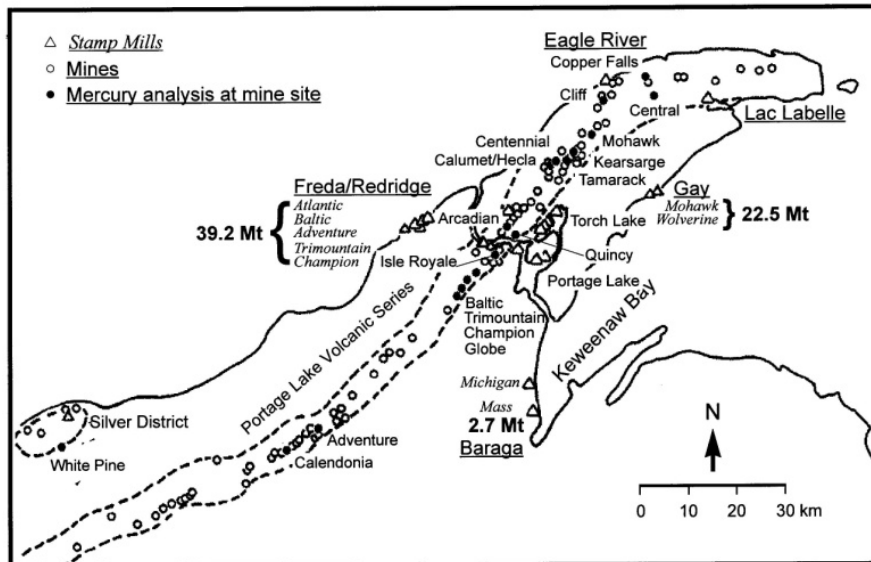 Stamp Mills
Mines
Mercury analysis at mine site
Eagle River
Copper Falls
Cliff
Central
Lac Labelle
Centennial
Calumet/Hecla
Mohawk
Kearsarge
Tamarack
Freda/Redridge
Atlantic
Baltic
Adventure
Trimountain
Champion
39.2 Mt
Gay
Mohawk
Wolverine
22.5 Mt
Arcadian
Torch Lake
Isle Royale
Quincy
Portage Lake
Baltic
Trimountain
Champion
Globe
Portage Lake Volcanic Series
Keweenaw Bay
Michigan
Mass
2.7 Mt
Baraga
Silver District
White Pine
Adventure
Calendonia
N
0 10 20 30 km